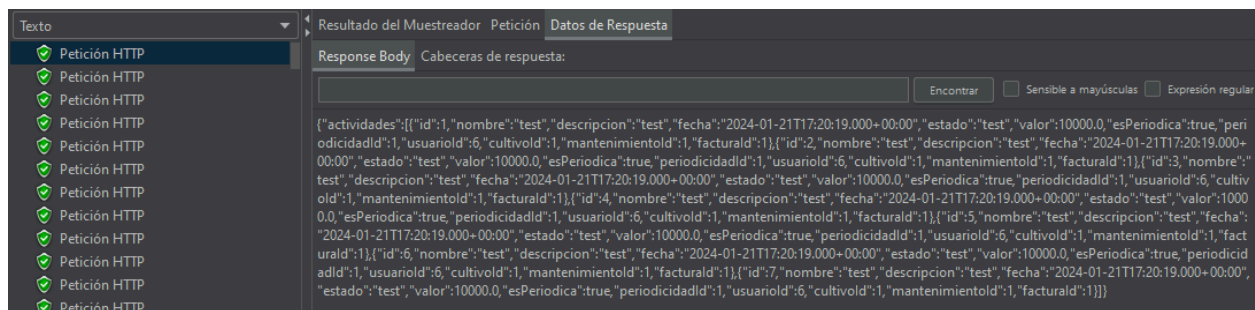 Texto
Petición HTTP
Petición HTTP
Petición HTTP
Petición HTTP
Petición HTTP
Petición HTTP
Petición HTTP
Petición HTTP
Petición HTTP
Petición HTTP
Petición HTTP
Petición HTTP
Resultado del Muestreador Petición Datos de Respuesta
Response Body Cabeceras de respuesta:
Encontrar Sensible a mayúsculas Expresión regular
{"actividades":[{"id":1,"nombre":"test","descripcion":"test","fecha":"2024-01-21T17:20:19.000+00:00","estado":"test","valor":10000.0,"esPeriodica":true,"peri
odicidadId":1,"usuarioId":6,"cultivoId":1,"mantenimientoId":1,"facturaId":1},{"id":2,"nombre":"test","descripcion":"test","fecha":"2024-01-21T17:20:19.000+
00:00","estado":"test","valor":10000.0,"esPeriodica":true,"periodicidadId":1,"usuarioId":6,"cultivoId":1,"mantenimientoId":1,"facturaId":1},{"id":3,"nombre":"
test","descripcion":"test","fecha":"2024-01-21T17:20:19.000+00:00","estado":"test","valor":10000.0,"esPeriodica":true,"periodicidadId":1,"usuarioId":6,"cultiv
oId":1,"mantenimientoId":1,"facturaId":1},{"id":4,"nombre":"test","descripcion":"test","fecha":"2024-01-21T17:20:19.000+00:00","estado":"test","valor":1000
0.0,"esPeriodica":true,"periodicidadId":1,"usuarioId":6,"cultivoId":1,"mantenimientoId":1,"facturaId":1},{"id":5,"nombre":"test","descripcion":"test","fecha":
"2024-01-21T17:20:19.000+00:00","estado":"test","valor":10000.0,"esPeriodica":true,"periodicidadId":1,"usuarioId":6,"cultivoId":1,"mantenimientoId":1,"fact
uraId":1},{"id":6,"nombre":"test","descripcion":"test","fecha":"2024-01-21T17:20:19.000+00:00","estado":"test","valor":10000.0,"esPeriodica":true,"periodicid
adId":1,"usuarioId":6,"cultivoId":1,"mantenimientoId":1,"facturaId":1},{"id":7,"nombre":"test","descripcion":"test","fecha":"2024-01-21T17:20:19.000+00:00",
"estado":"test","valor":10000.0,"esPeriodica":true,"periodicidadId":1,"usuarioId":6,"cultivoId":1,"mantenimientoId":1,"facturaId":1}]}